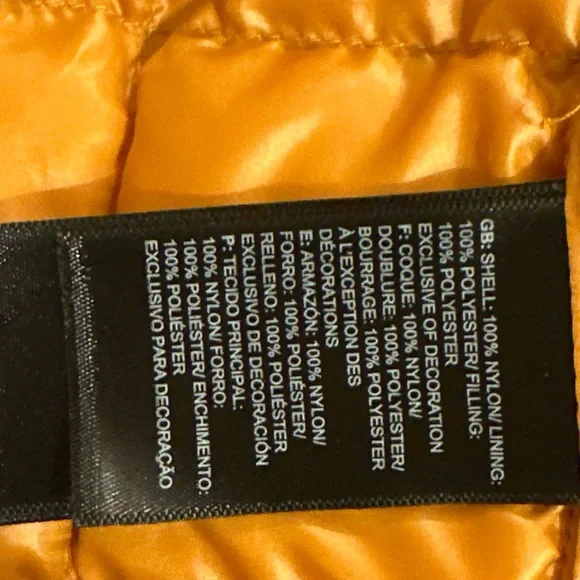 GB: SHELL: 100% NYLON/ LINING:
100% POLYESTER/ FILLING:
100% POLYESTER
EXCLUSIVE OF DECORATION
F: COQUE: 100% NYLON/
DOUBLURE: 100% POLYESTER/
BOURRAGE: 100% POLYESTER
À L'EXCEPTION DES
DÉCORATIONS
E: ARMAZÓN: 100% NYLON/
FORRO: 100% POLIÉSTER/
RELLENO: 100% POLIÉSTER
EXCLUSIVO DE DECORACIÓN
P: TECIDO PRINCIPAL:
100% NYLON/ FORRO:
100% POLIÉSTER/ ENCHIMENTO:
100% POLIÉSTER
EXCLUSIVO PARA DECORAÇÃO